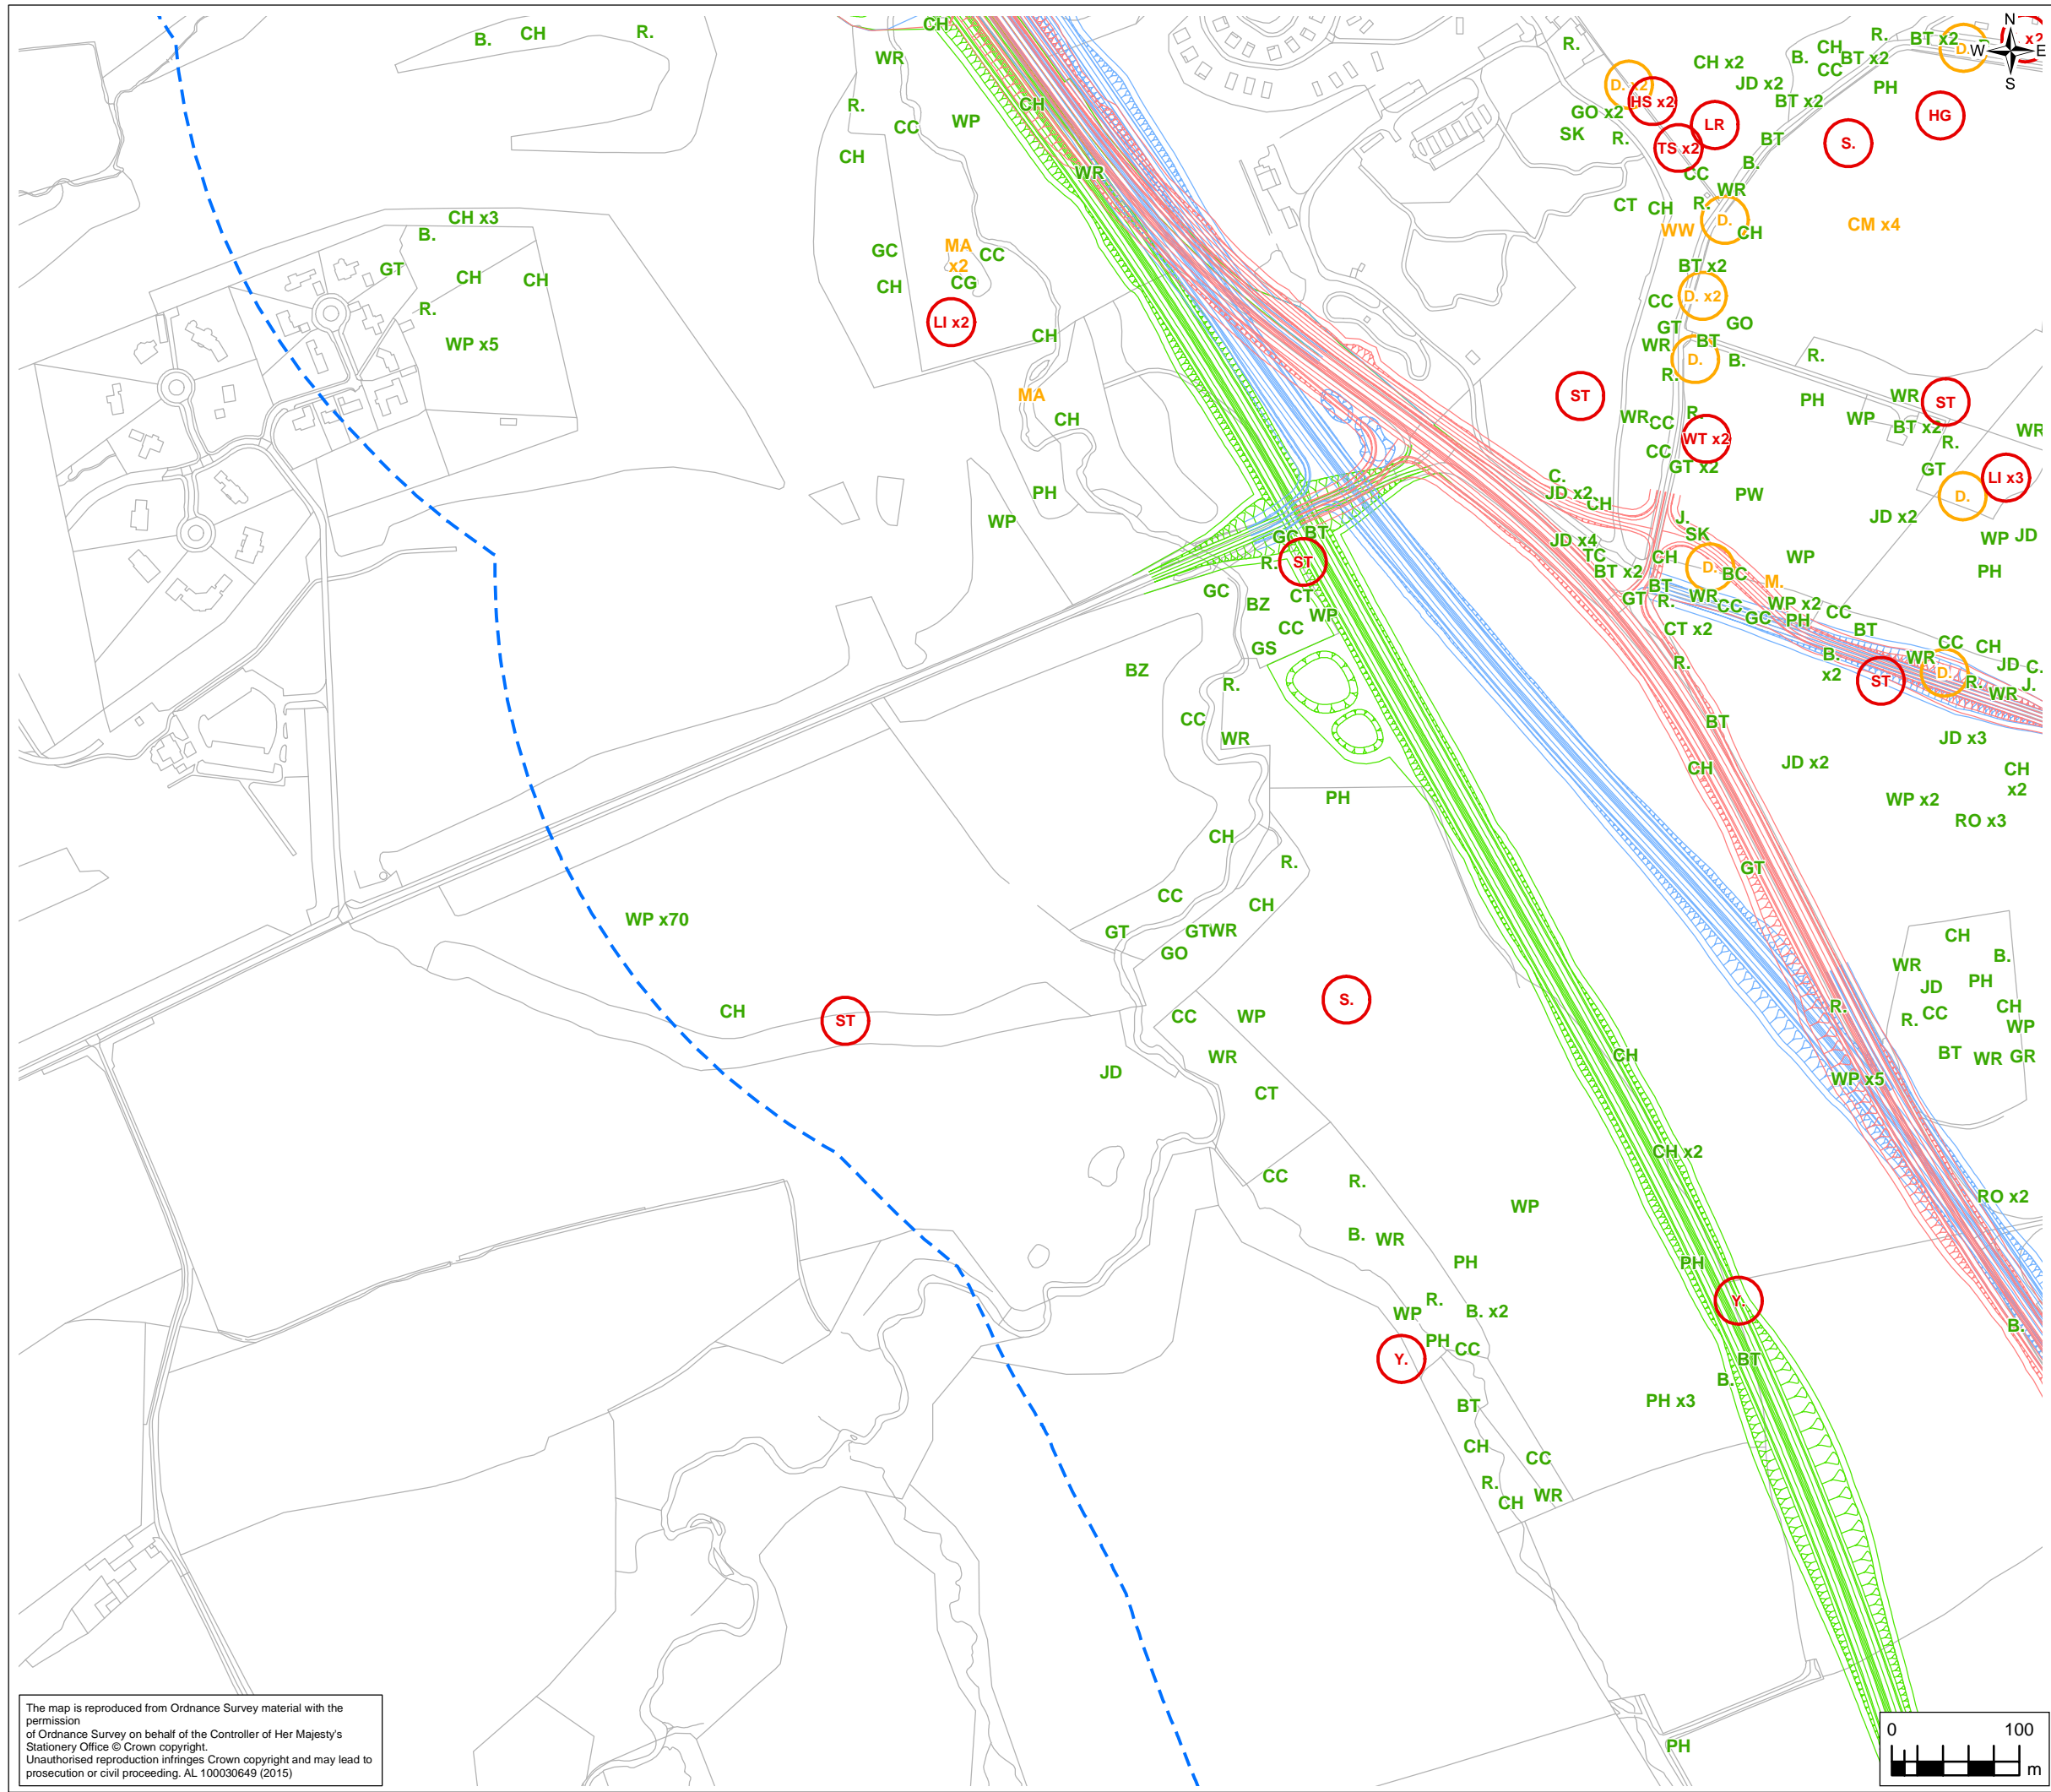 CH
B.
CH
R.
WR
R.
BT x2
D.
N
x2
W
E
S
R.
CH
B.
BT x2
CC
CH x2
JD x2
BT x2
PH
D. x2
HS x2
GO x2
LR
HG
SK
R.
TS x2
BT
S.
R.
CH
CC
WP
CH
WR
B.
CC
WR
CT
CH
R.
D.
WW
CH
CM x4
CH x3
B.
GT
CH
CH
R.
WP x5
GC
MA
x2
CC
CG
CH
LI x2
CH
BT x2
CC
D. x2
GT
GO
WR
BT
D.
B.
R.
R.
MA
CH
ST
PH
WR
ST
WR
CC
R.
WT x2
WP
BT x2
R.
WR
CC
GT x2
GT
LI x3
C.
JD x2
CH
PW
D.
PH
WP
J.
SK
JD x2
JD
WP
GC
BT
R.
ST
JD x4
TC
BT x2
CH
D.
BC
WP
M.
PH
GC
BZ
CT
WP
CC
GS
BT
GT
R.
WR
CC
WP x2
GC
PH
CC
CT x2
BT
BZ
R.
R.
B.
x2
CC
CH
WR
JD
C.
ST
D.
R.
WR
J.
CC
WR
BT
JD x3
CH
JD x2
CH
x2
PH
WP x2
RO x3
CH
R.
GT
CC
CH
WP x70
GT
GT
WR
GO
CH
WR
B.
JD
PH
CH
ST
S.
CC
WP
R.
R.
CC
CH
WP
WR
CH
BT
WR
GR
JD
CT
WP x5
CH x2
CC
R.
WP
RO x2
B.
WR
PH
PH
R.
WP
B. x2
Y.
B.
PH
CC
Y.
BT
B.
BT
PH x3
CH
CC
R.
CH
WR
PH
The map is reproduced from Ordnance Survey material with the
permission
of Ordnance Survey on behalf of the Controller of Her Majesty's
Stationery Office © Crown copyright.
Unauthorised reproduction infringes Crown copyright and may lead to
prosecution or civil proceeding. AL 100030649 (2015)
0
100
m